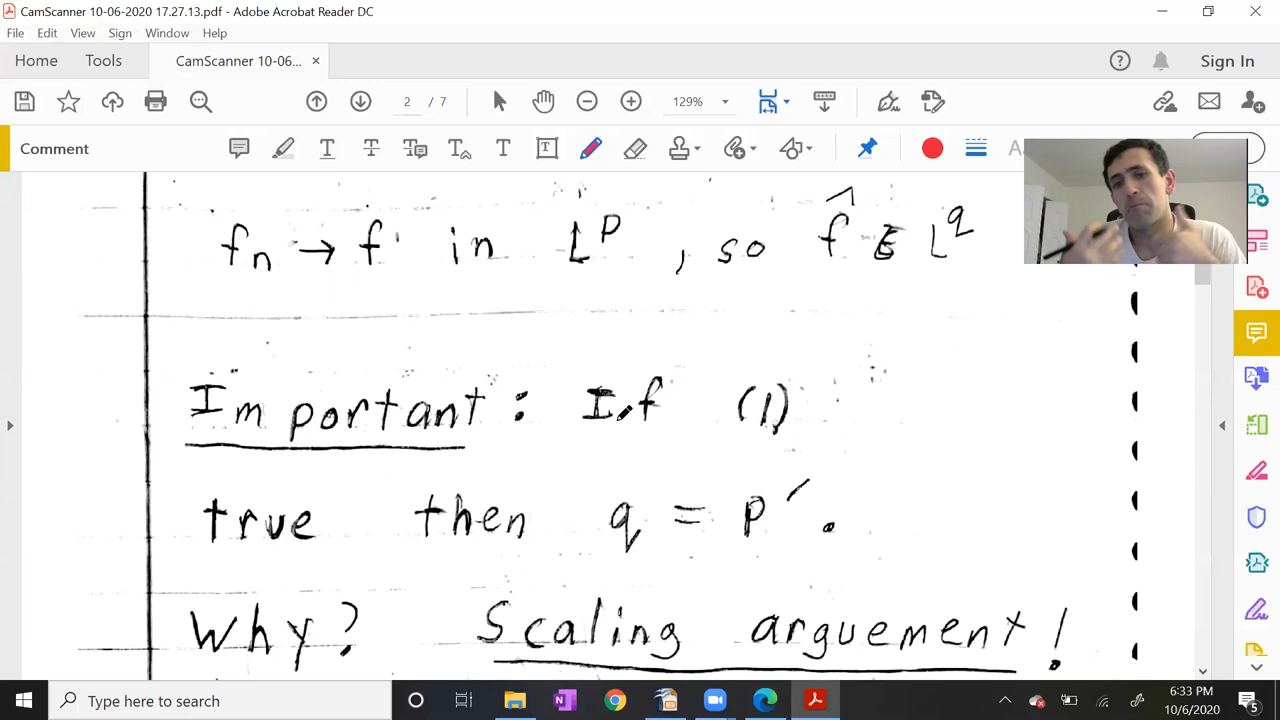 CamScanner 10-06-2020 17.27.13.pdf - Adobe Acrobat Reader DC
File Edit View Sign Window Help
Home Tools CamScanner 10-06... × Sign In
2 / 7 129%
Comment
fn → f in L^p, so f̂ ∈ L^q
Important: If (1)
true then q = p′.
Why? Scaling arguement!
Type here to search
6:33 PM
10/6/2020
5